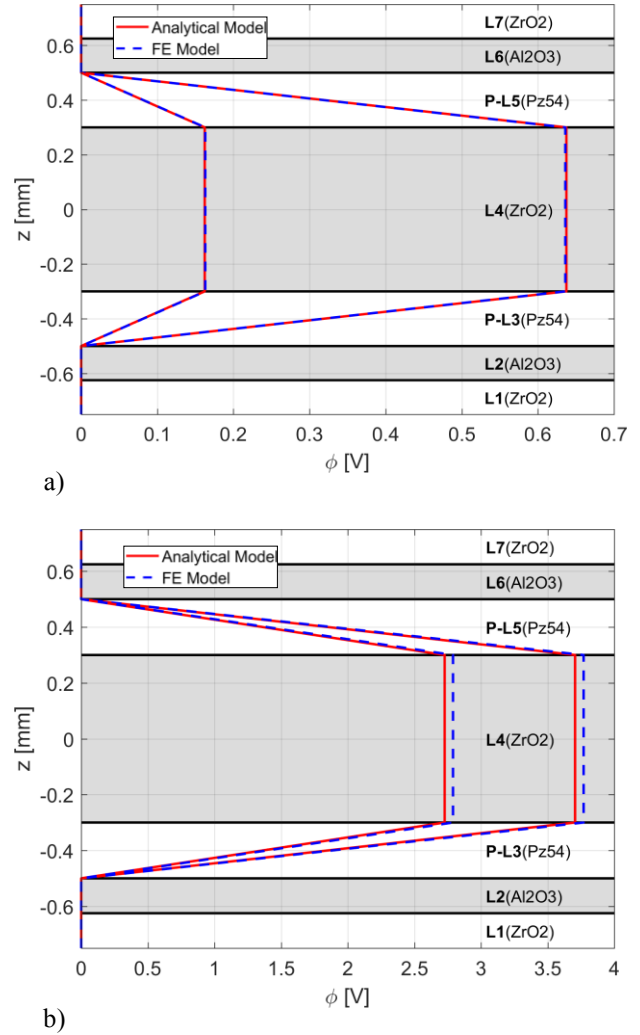 Analytical Model
FE Model
L7(ZrO2)
L6(Al2O3)
P-L5(Pz54)
L4(ZrO2)
P-L3(Pz54)
L2(Al2O3)
L1(ZrO2)
z [mm]
0.6
0.4
0.2
0
-0.2
-0.4
-0.6
0 0.1 0.2 0.3 0.4 0.5 0.6 0.7
ϕ [V]
a)
Analytical Model
FE Model
L7(ZrO2)
L6(Al2O3)
P-L5(Pz54)
L4(ZrO2)
P-L3(Pz54)
L2(Al2O3)
L1(ZrO2)
z [mm]
0.6
0.4
0.2
0
-0.2
-0.4
-0.6
0 0.5 1 1.5 2 2.5 3 3.5 4
ϕ [V]
b)